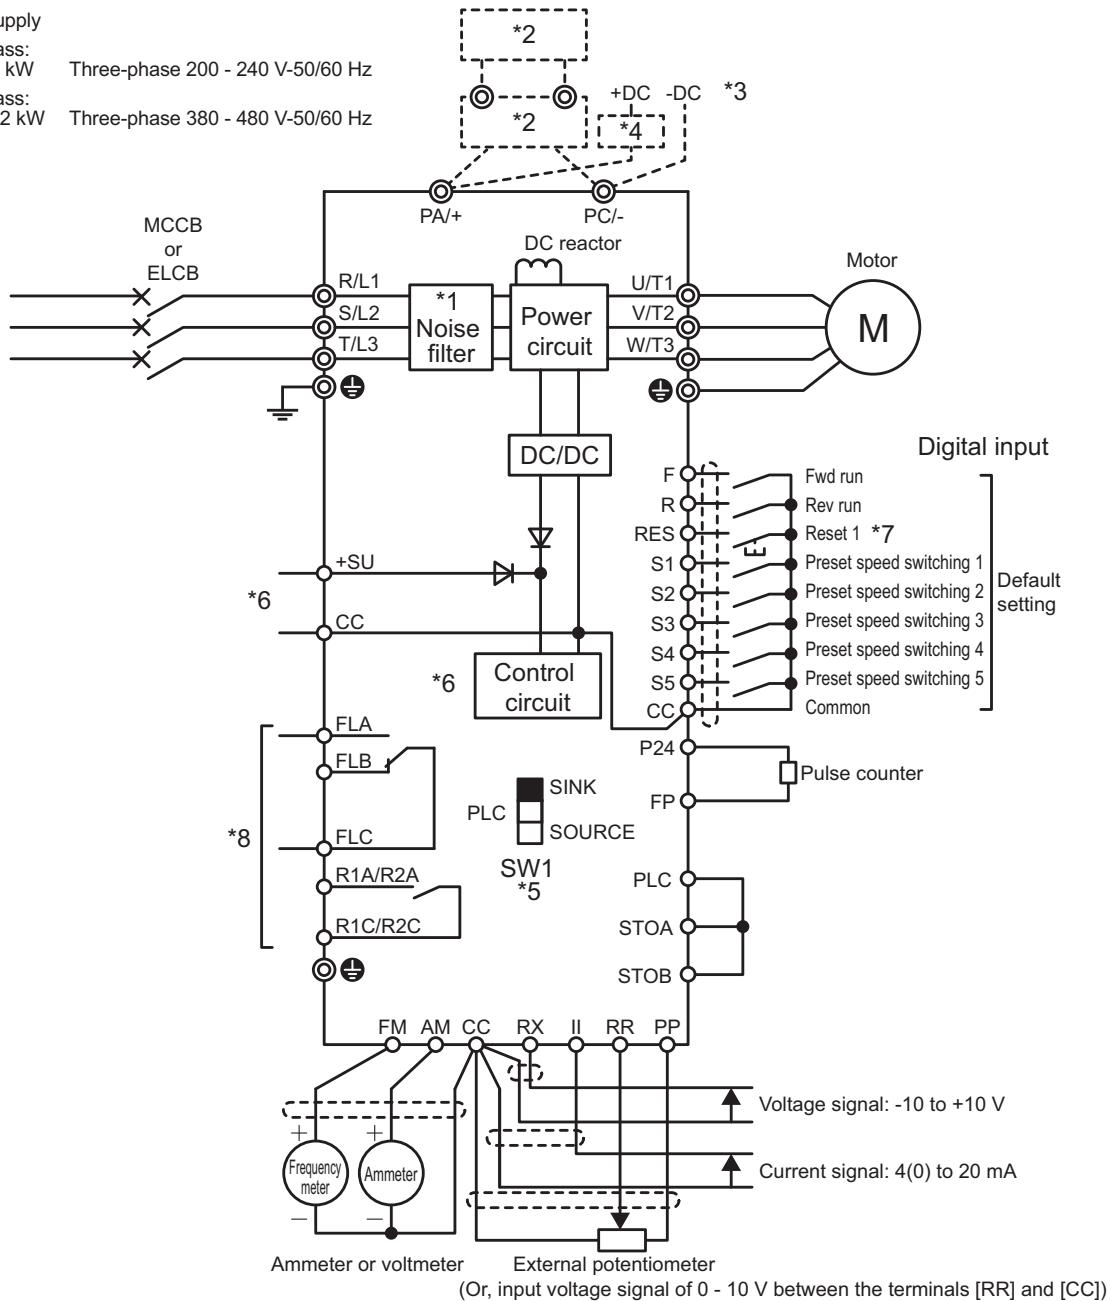 upply
ass:
kW Three-phase 200 - 240 V-50/60 Hz
ass:
2 kW Three-phase 380 - 480 V-50/60 Hz
*2
*2
+DC -DC *3
*4
PA/+ PC/-
MCCB
or
ELCB
DC reactor
Motor
R/L1
S/L2
T/L3
*1
Noise
filter
Power
circuit
U/T1
V/T2
W/T3
M
DC/DC
Digital input
F Fwd run
R Rev run
RES Reset 1 *7
S1 Preset speed switching 1
S2 Preset speed switching 2
S3 Preset speed switching 3
S4 Preset speed switching 4
S5 Preset speed switching 5
CC Common
Default
setting
+SU
*6
CC
*6
Control
circuit
P24
Pulse counter
FP
FLA
FLB
FLC
*8
R1A/R2A
R1C/R2C
SINK
PLC
SOURCE
SW1
*5
PLC
STOA
STOB
FM AM CC RX II RR PP
Voltage signal: -10 to +10 V
Current signal: 4(0) to 20 mA
+ +
Frequency
meter
Ammeter
− −
Ammeter or voltmeter
External potentiometer
(Or, input voltage signal of 0 - 10 V between the terminals [RR] and [CC])